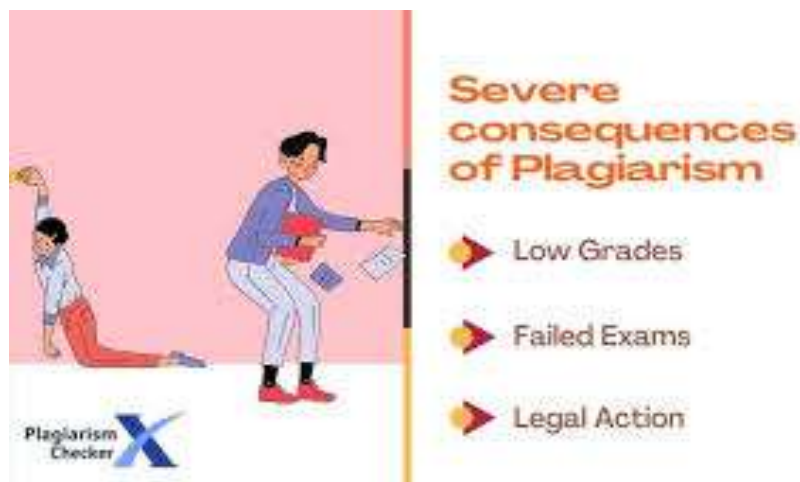 Severe
consequences
of Plagiarism
Low Grades
Failed Exams
Legal Action
Plagiarism
Checker X